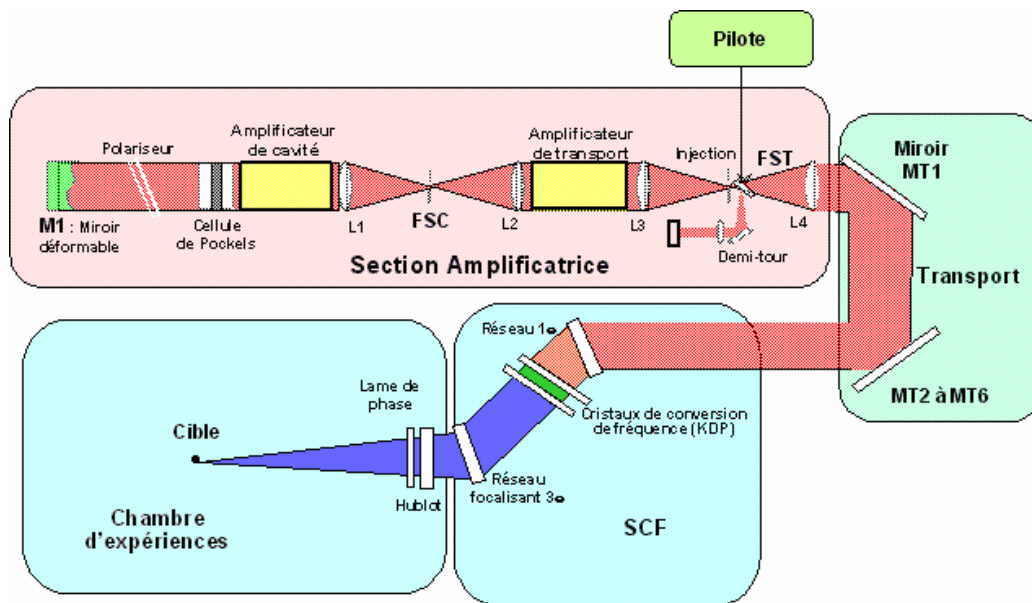 Pilote
Amplificateur
de cavité
Amplificateur
de transport
Polariseur
Injection
FST
Miroir
MT1
M1 : Miroir
déformable
Cellule
de Pockels
L1
FSC
L2
L3
L4
Demi-tour
Section Amplificatrice
Transport
Réseau 1ω
Lame de
phase
MT2 à MT6
Cristaux de conversion
de fréquence (KDP)
Cible
Hublot
Réseau
focalisant 3ω
Chambre
d'expériences
SCF